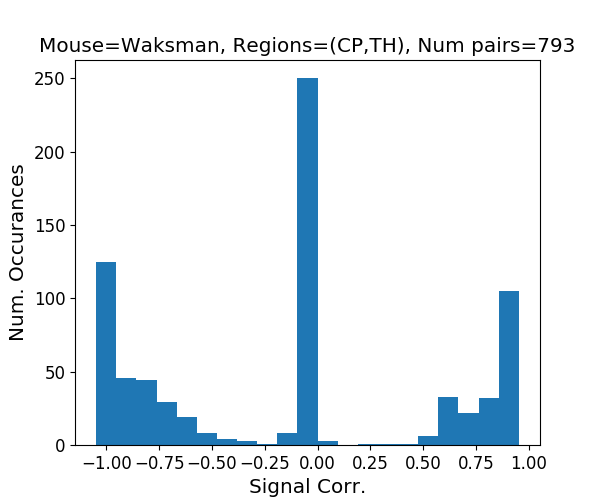 Mouse=Waksman, Regions=(CP,TH), Num pairs=793
250
200
150
100
50
0
Num. Occurances
−1.00 −0.75 −0.50 −0.25 0.00 0.25 0.50 0.75 1.00
Signal Corr.